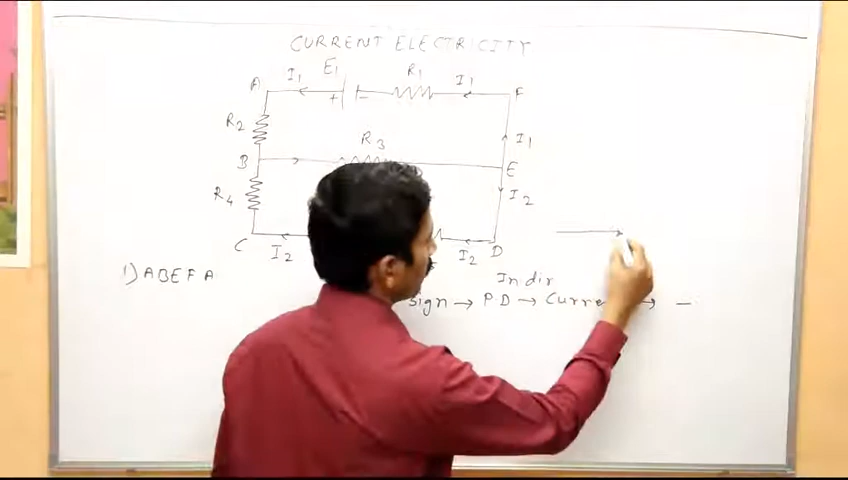 CURRENT ELECTRICITY
A I1 E1 R1 I1 F
+ −
R2 R3 I1
B E
R4 I2
C I2 I2 D
1) ABEFA In dir
Sign → PD → Curre → −